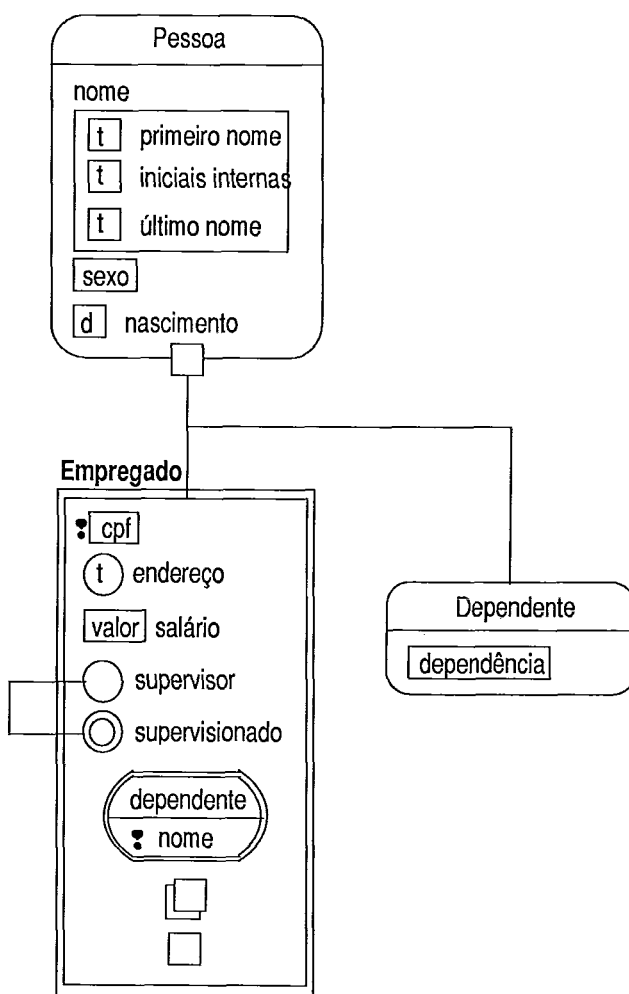 Pessoa
nome
t primeiro nome
t iniciais internas
t último nome
sexo
d nascimento
Empregado
cpf
t endereço
valor salário
supervisor
supervisionado
dependente
nome
Dependente
dependência